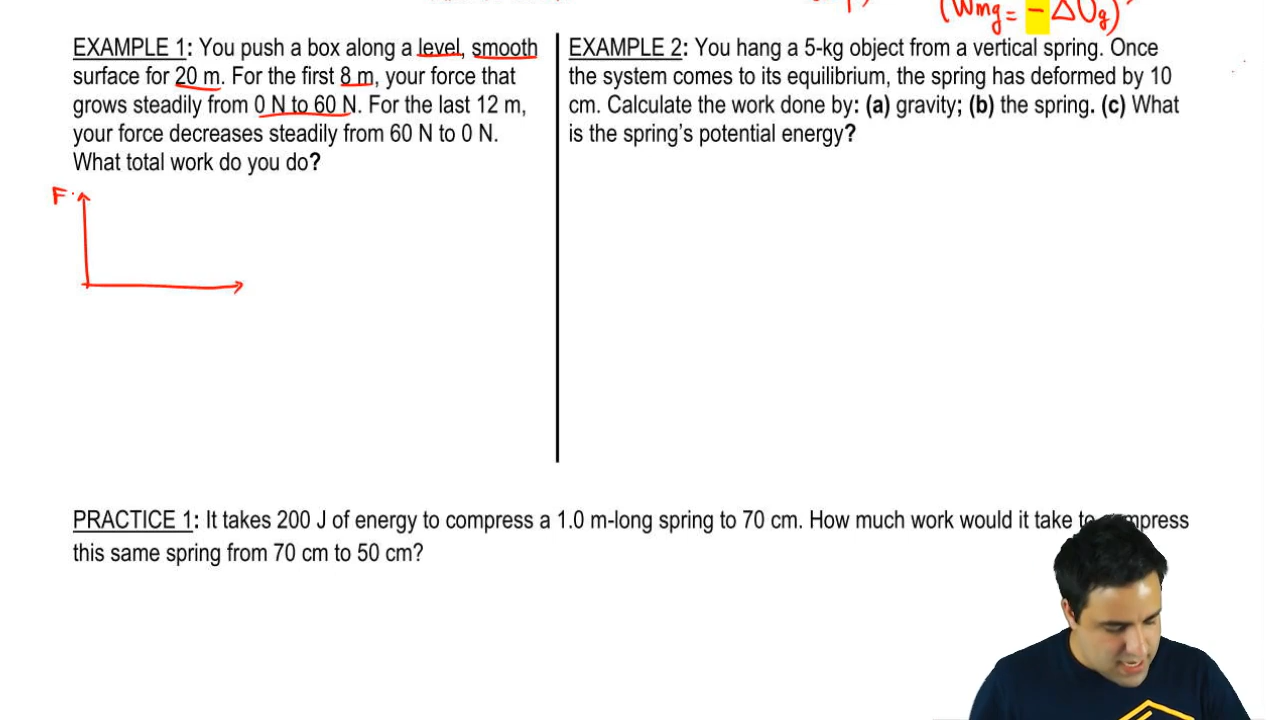 (Wmg = - ΔUg)
EXAMPLE 1: You push a box along a level, smooth
surface for 20 m. For the first 8 m, your force that
grows steadily from 0 N to 60 N. For the last 12 m,
your force decreases steadily from 60 N to 0 N.
What total work do you do?
F
EXAMPLE 2: You hang a 5-kg object from a vertical spring. Once
the system comes to its equilibrium, the spring has deformed by 10
cm. Calculate the work done by: (a) gravity; (b) the spring. (c) What
is the spring's potential energy?
PRACTICE 1: It takes 200 J of energy to compress a 1.0 m-long spring to 70 cm. How much work would it take to compress
this same spring from 70 cm to 50 cm?